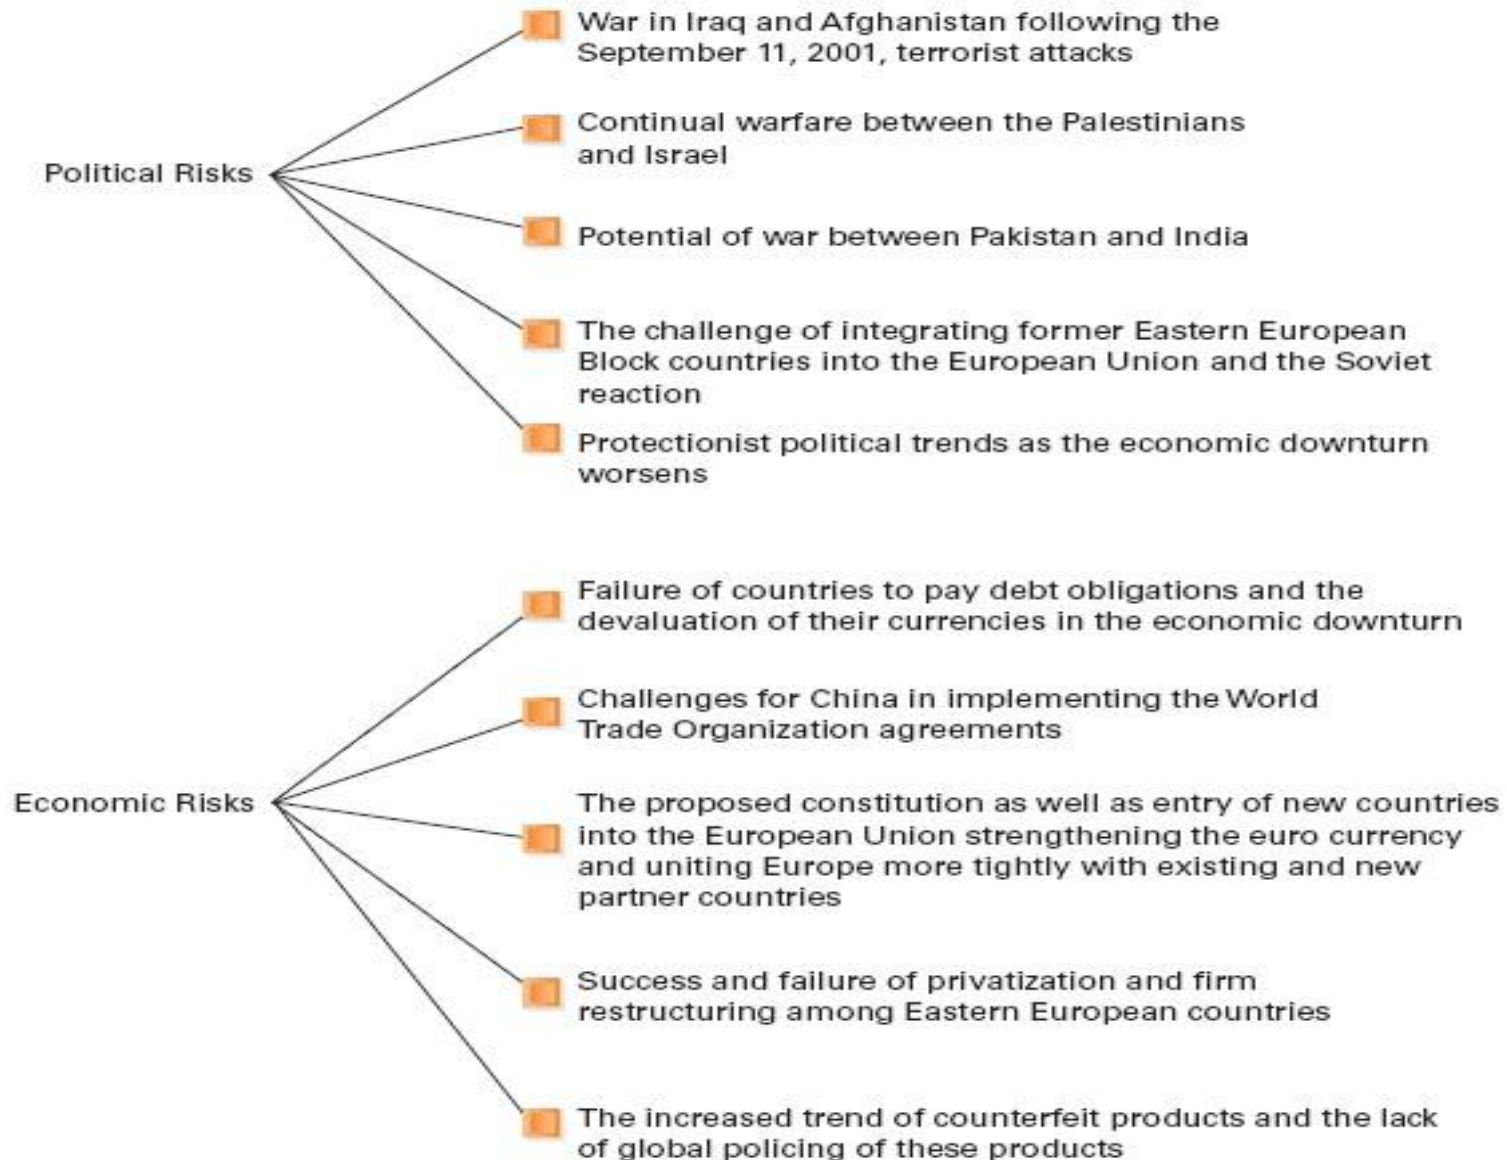 War in Iraq and Afghanistan following the
September 11, 2001, terrorist attacks
Continual warfare between the Palestinians
and Israel
Political Risks
Potential of war between Pakistan and India
The challenge of integrating former Eastern European
Block countries into the European Union and the Soviet
reaction
Protectionist political trends as the economic downturn
worsens
Failure of countries to pay debt obligations and the
devaluation of their currencies in the economic downturn
Challenges for China in implementing the World
Trade Organization agreements
Economic Risks
The proposed constitution as well as entry of new countries
into the European Union strengthening the euro currency
and uniting Europe more tightly with existing and new
partner countries
Success and failure of privatization and firm
restructuring among Eastern European countries
The increased trend of counterfeit products and the lack
of global policing of these products